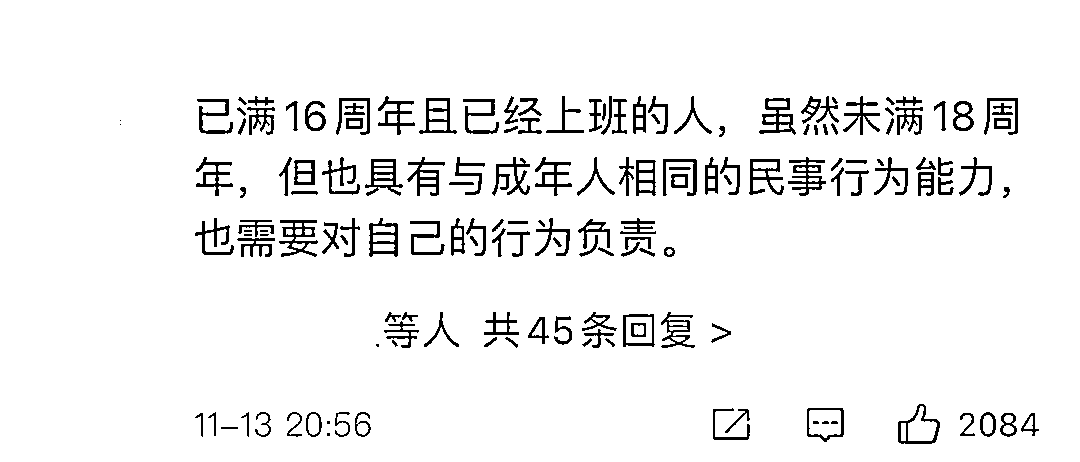 已满16周年且已经上班的人，虽然未满18周
年，但也具有与成年人相同的民事行为能力，
也需要对自己的行为负责。
等人 共45条回复 >
11-13 20:56 2084